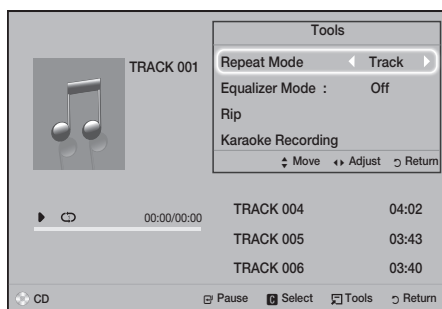 Tools
TRACK 001
Repeat Mode Track
Equalizer Mode : Off
Rip
Karaoke Recording
Move Adjust Return
00:00/00:00
TRACK 004 04:02
TRACK 005 03:43
TRACK 006 03:40
CD Pause C Select Tools Return